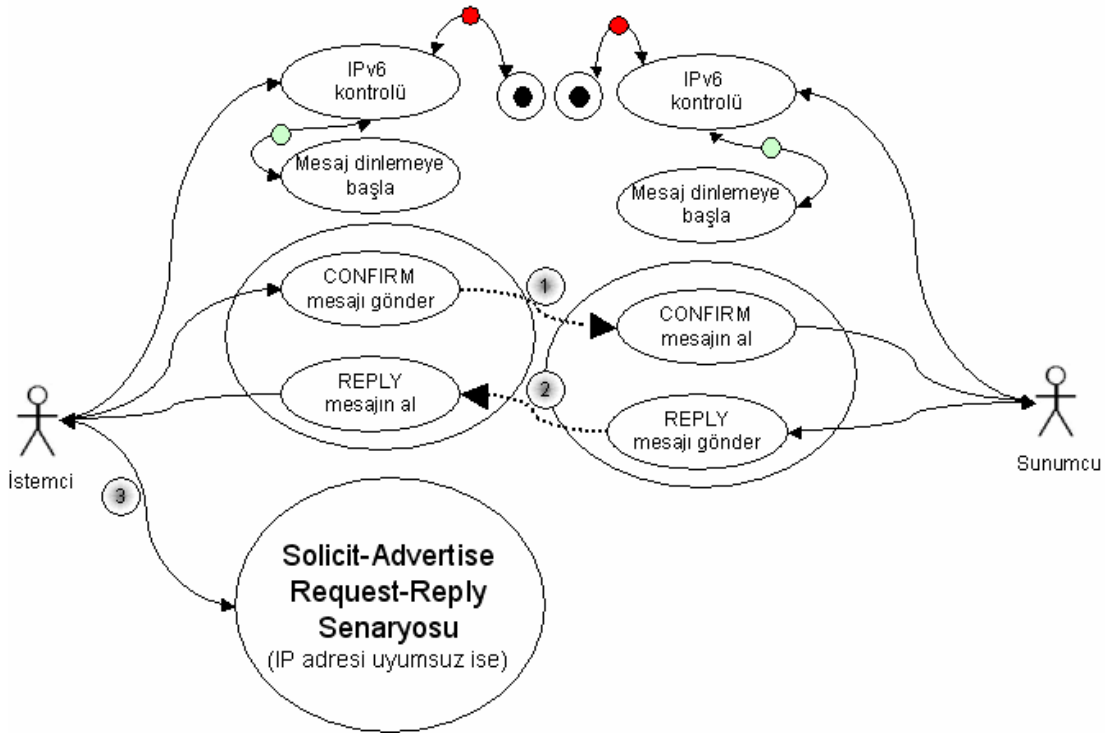 IPv6
kontrolü
IPv6
kontrolü
Mesaj dinlemeye
başla
Mesaj dinlemeye
başla
CONFIRM
mesajı gönder
1
CONFIRM
mesajın al
REPLY
mesajın al
2
REPLY
mesajı gönder
İstemci
Sunumcu
3
Solicit-Advertise
Request-Reply
Senaryosu
(IP adresi uyumsuz ise)